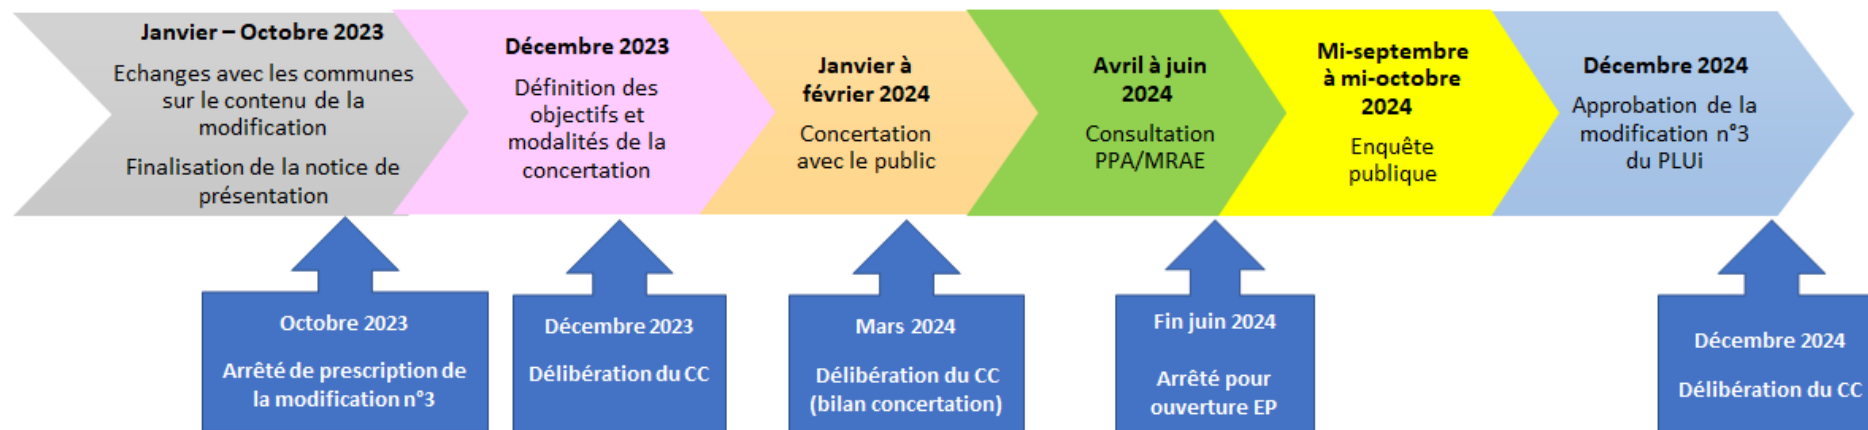 Janvier – Octobre 2023
Echanges avec les communes
sur le contenu de la
modification
Finalisation de la notice de
présentation
Décembre 2023
Définition des
objectifs et
modalités de la
concertation
Janvier à
février 2024
Concertation
avec le public
Avril à juin
2024
Consultation
PPA/MRAE
Mi-septembre
à mi-octobre
2024
Enquête
publique
Décembre 2024
Approbation de la
modification n°3
du PLUi
Octobre 2023
Arrêté de prescription de
la modification n°3
Décembre 2023
Délibération du CC
Mars 2024
Délibération du CC
(bilan concertation)
Fin juin 2024
Arrêté pour
ouverture EP
Décembre 2024
Délibération du CC